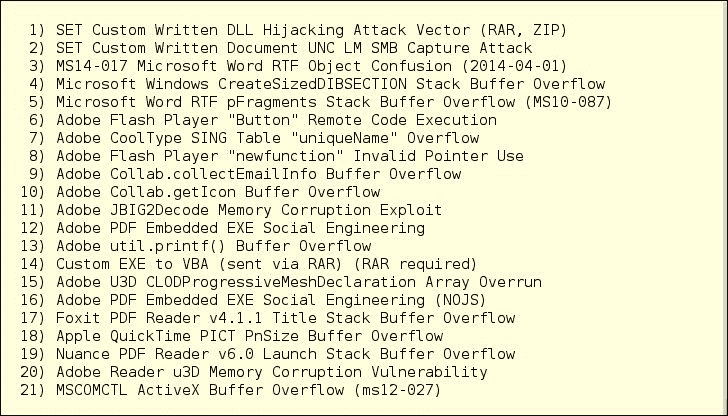 1) SET Custom Written DLL Hijacking Attack Vector (RAR, ZIP)
2) SET Custom Written Document UNC LM SMB Capture Attack
3) MS14-017 Microsoft Word RTF Object Confusion (2014-04-01)
4) Microsoft Windows CreateSizedDIBSECTION Stack Buffer Overflow
5) Microsoft Word RTF pFragments Stack Buffer Overflow (MS10-087)
6) Adobe Flash Player "Button" Remote Code Execution
7) Adobe CoolType SING Table "uniqueName" Overflow
8) Adobe Flash Player "newfunction" Invalid Pointer Use
9) Adobe Collab.collectEmailInfo Buffer Overflow
10) Adobe Collab.getIcon Buffer Overflow
11) Adobe JBIG2Decode Memory Corruption Exploit
12) Adobe PDF Embedded EXE Social Engineering
13) Adobe util.printf() Buffer Overflow
14) Custom EXE to VBA (sent via RAR) (RAR required)
15) Adobe U3D CLODProgressiveMeshDeclaration Array Overrun
16) Adobe PDF Embedded EXE Social Engineering (NOJS)
17) Foxit PDF Reader v4.1.1 Title Stack Buffer Overflow
18) Apple QuickTime PICT PnSize Buffer Overflow
19) Nuance PDF Reader v6.0 Launch Stack Buffer Overflow
20) Adobe Reader u3D Memory Corruption Vulnerability
21) MSCOMCTL ActiveX Buffer Overflow (ms12-027)